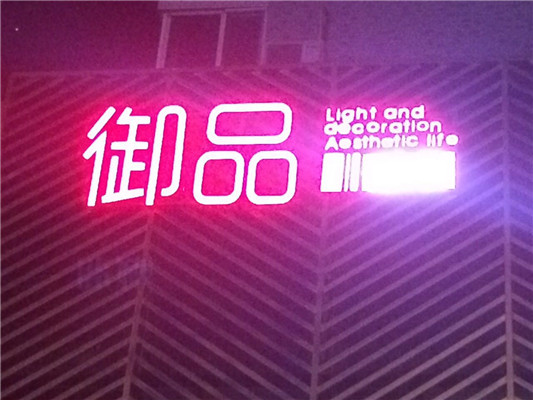 御品
Light and
decoration
Aesthetic life